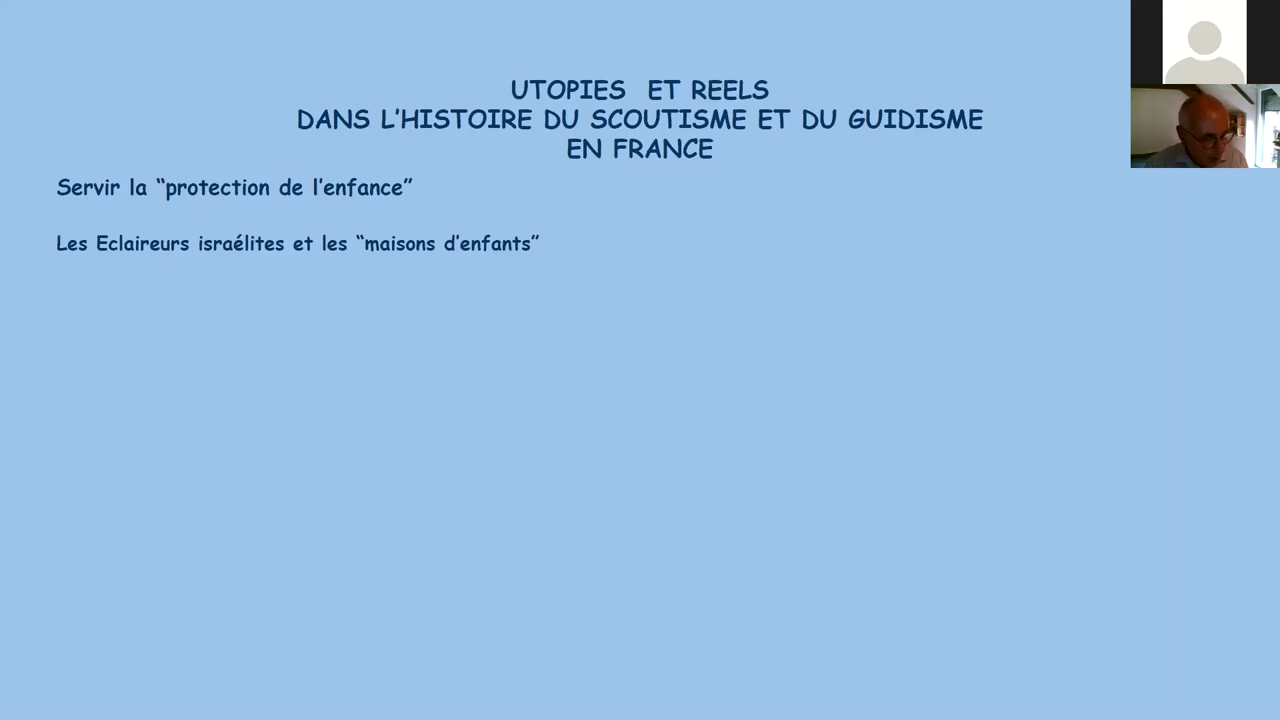 UTOPIES ET REELS
DANS L'HISTOIRE DU SCOUTISME ET DU GUIDISME
EN FRANCE
Servir la “protection de l'enfance”
Les Eclaireurs israélites et les “maisons d'enfants”